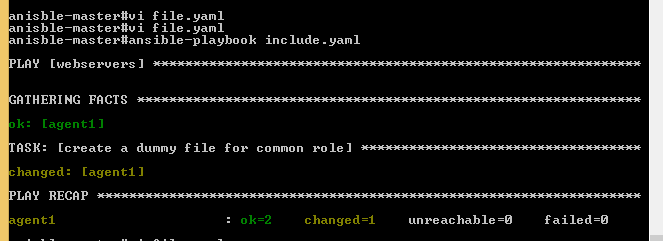 anisble-master#vi file.yaml
anisble-master#vi file.yaml
anisble-master#ansible-playbook include.yaml
PLAY [webservers] *************************************************************
GATHERING FACTS ***************************************************************
ok: [agent1]
TASK: [create a dummy file for common role] ***********************************
changed: [agent1]
PLAY RECAP ********************************************************************
agent1 : ok=2 changed=1 unreachable=0 failed=0